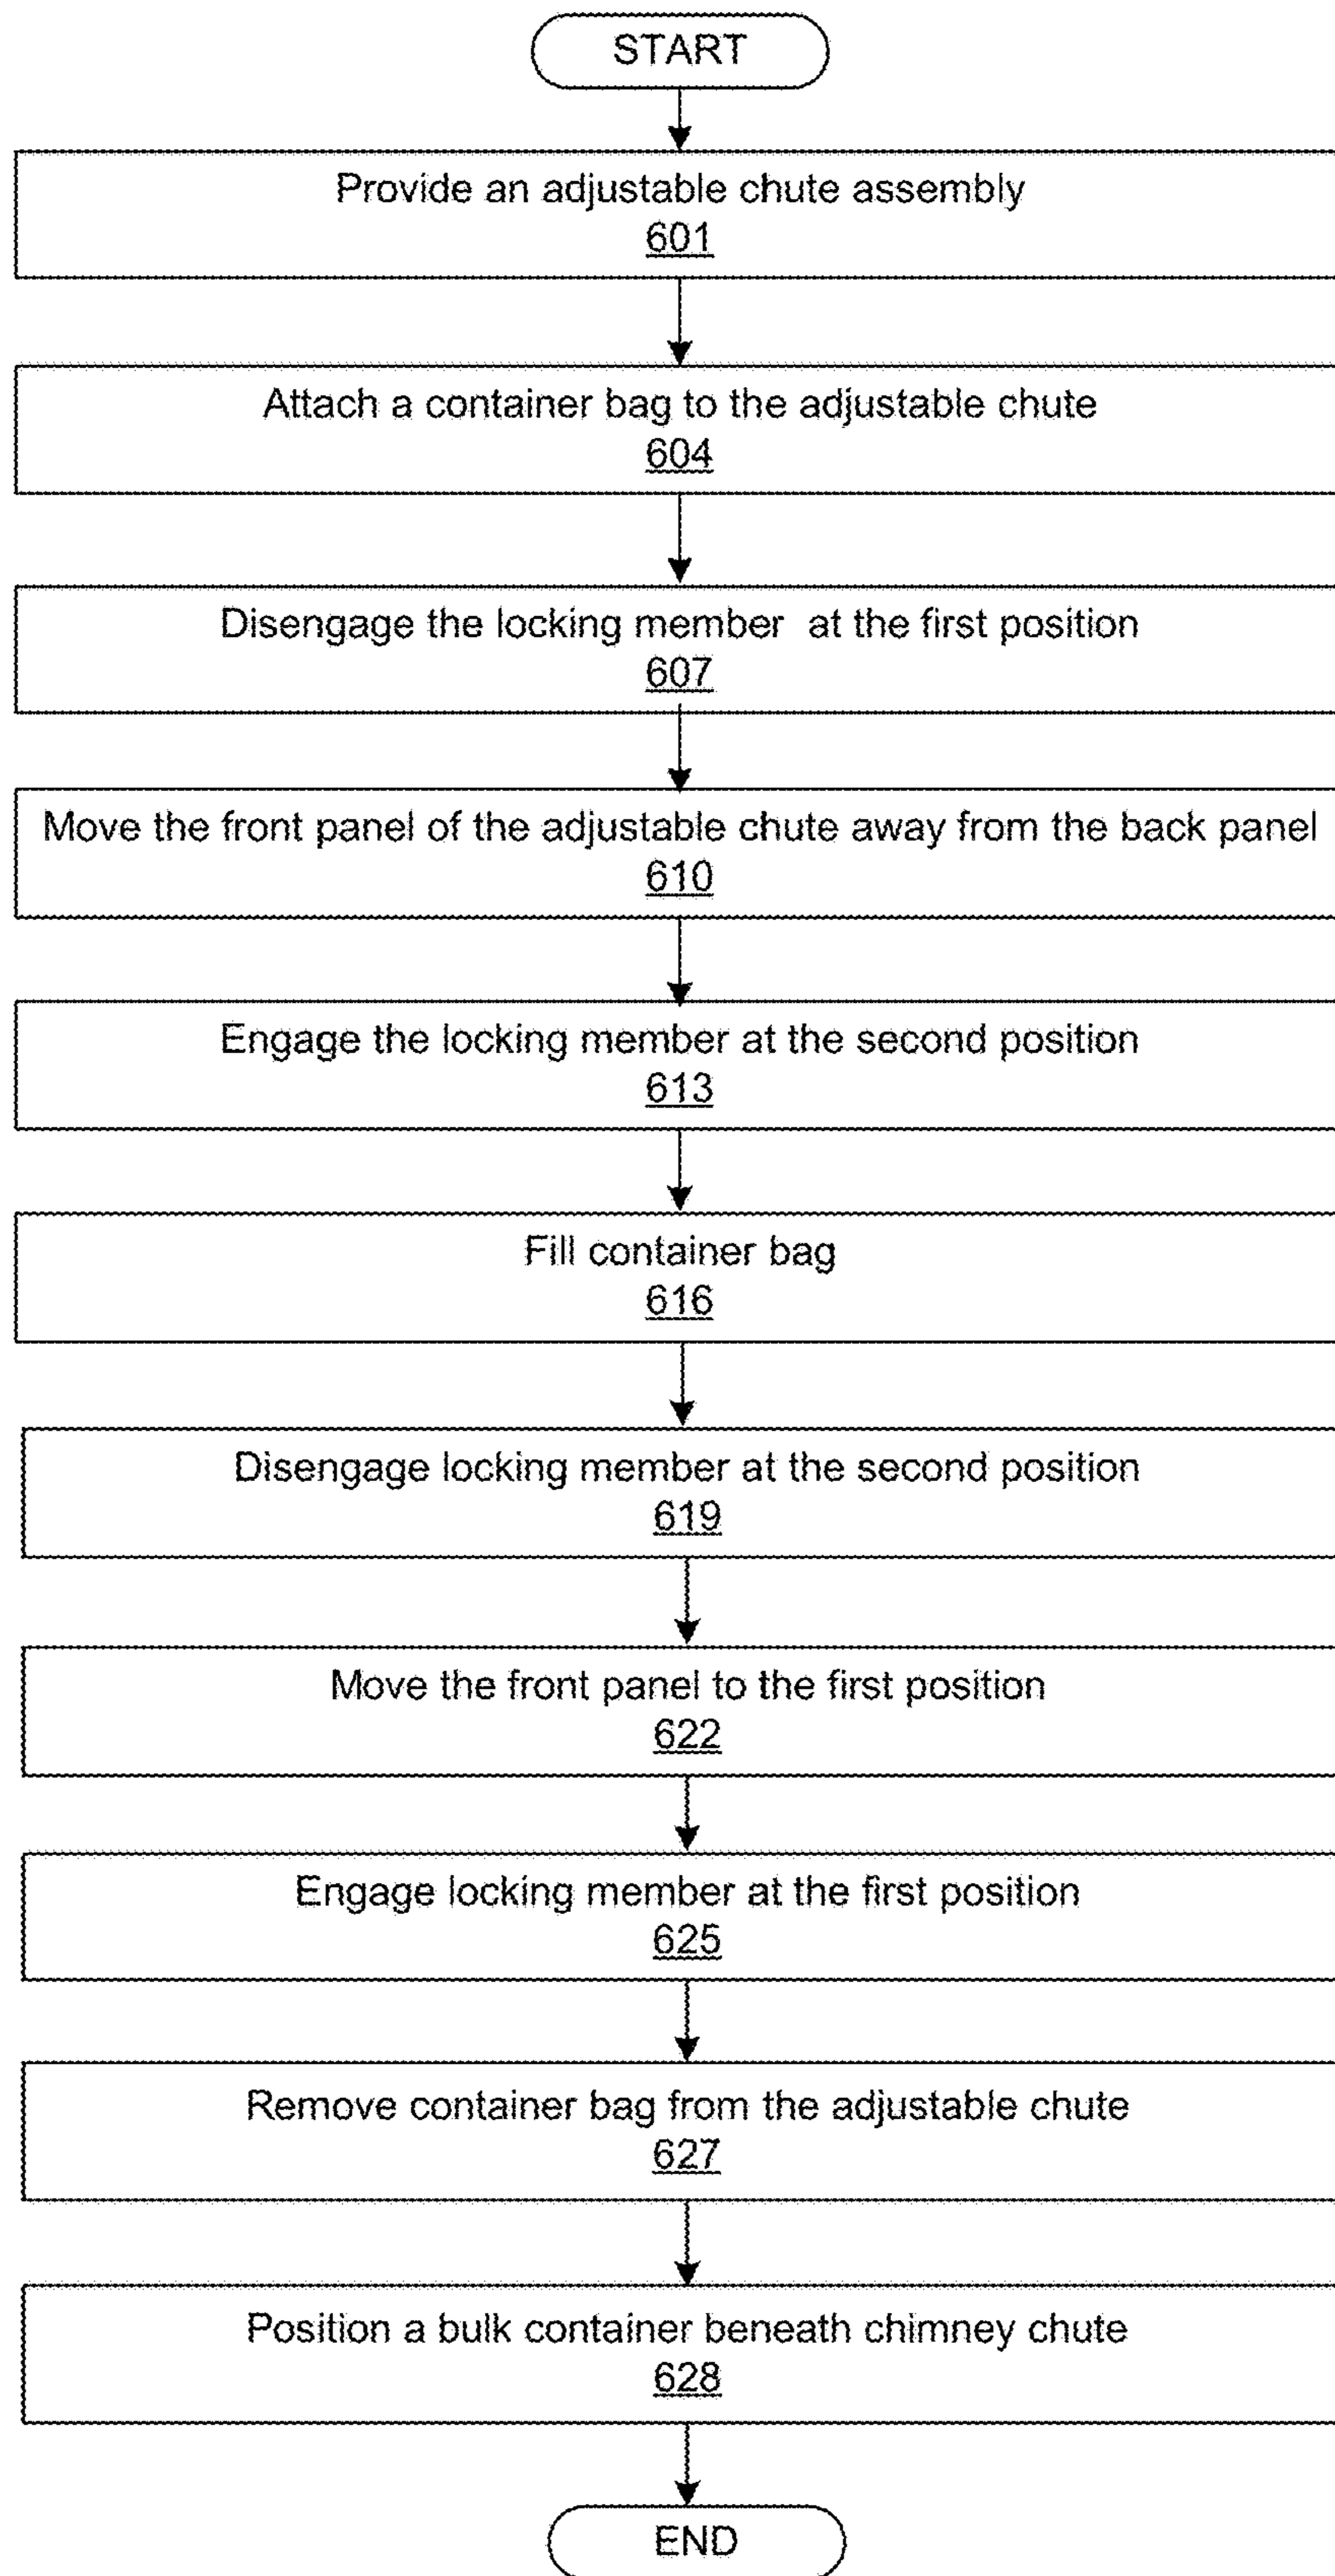 START
Provide an adjustable chute assembly
601
Attach a container bag to the adjustable chute
604
Disengage the locking member at the first position
607
Move the front panel of the adjustable chute away from the back panel
610
Engage the locking member at the second position
613
Fill container bag
616
Disengage locking member at the second position
619
Move the front panel to the first position
622
Engage locking member at the first position
625
Remove container bag from the adjustable chute
627
Position a bulk container beneath chimney chute
628
END